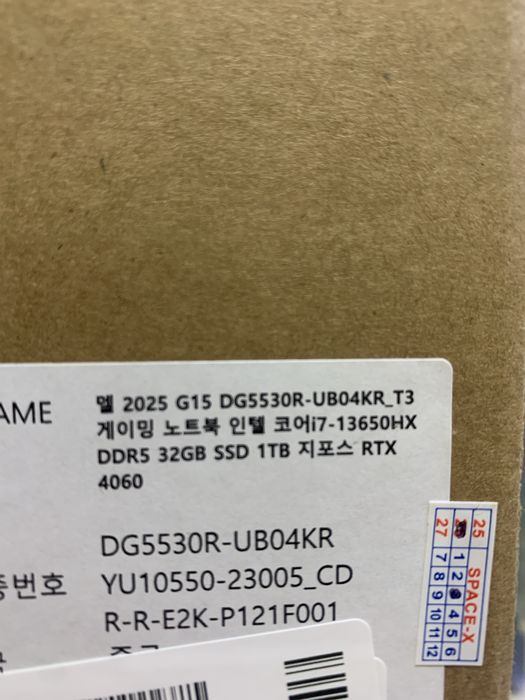 AME
델 2025 G15 DG5530R-UB04KR_T3
게이밍 노트북 인텔 코어i7-13650HX
DDR5 32GB SSD 1TB 지포스 RTX
4060
DG5530R-UB04KR
증번호 YU10550-23005_CD
R-R-E2K-P121F001
25 SPACE-X
1 2 4 5 6
27 7 8 9 10 11 12